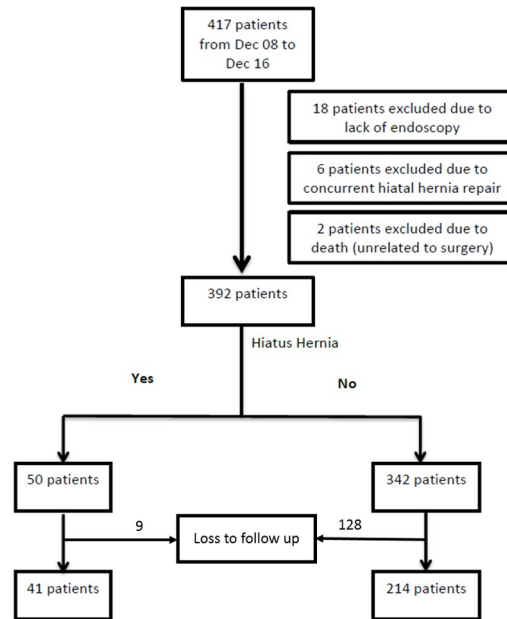 417 patients
from Dec 08 to
Dec 16
18 patients excluded due to
lack of endoscopy
6 patients excluded due to
concurrent hiatal hernia repair
2 patients excluded due to
death (unrelated to surgery)
392 patients
Hiatus Hernia
Yes
No
50 patients
342 patients
9
Loss to follow up
128
41 patients
214 patients